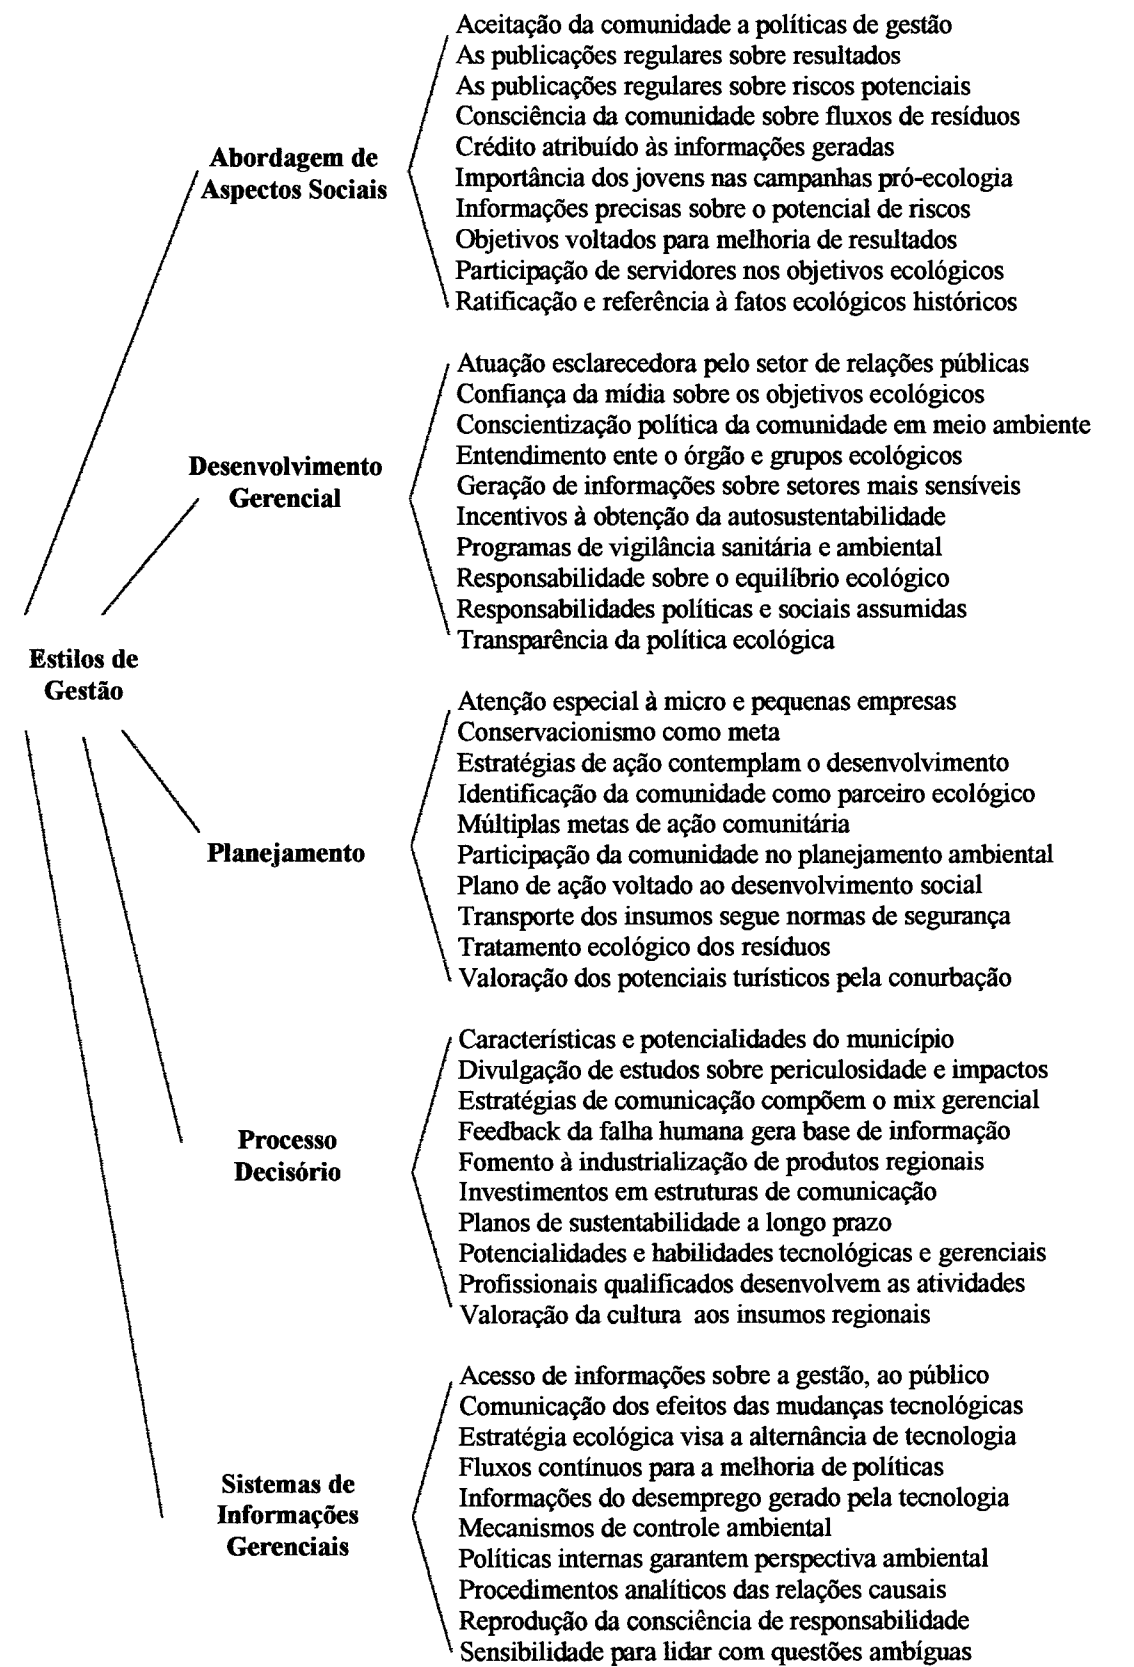 Estilos de
Gestão
Abordagem de
Aspectos Sociais
Aceitação da comunidade a políticas de gestão
As publicações regulares sobre resultados
As publicações regulares sobre riscos potenciais
Consciência da comunidade sobre fluxos de resíduos
Crédito atribuído às informações geradas
Importância dos jovens nas campanhas pró-ecologia
Informações precisas sobre o potencial de riscos
Objetivos voltados para melhoria de resultados
Participação de servidores nos objetivos ecológicos
Ratificação e referência à fatos ecológicos históricos
Desenvolvimento
Gerencial
Atuação esclarecedora pelo setor de relações públicas
Confiança da mídia sobre os objetivos ecológicos
Conscientização política da comunidade em meio ambiente
Entendimento ente o órgão e grupos ecológicos
Geração de informações sobre setores mais sensíveis
Incentivos à obtenção da autosustentabilidade
Programas de vigilância sanitária e ambiental
Responsabilidade sobre o equilíbrio ecológico
Responsabilidades políticas e sociais assumidas
Transparência da política ecológica
Planejamento
Atenção especial à micro e pequenas empresas
Conservacionismo como meta
Estratégias de ação contemplam o desenvolvimento
Identificação da comunidade como parceiro ecológico
Múltiplas metas de ação comunitária
Participação da comunidade no planejamento ambiental
Plano de ação voltado ao desenvolvimento social
Transporte dos insumos segue normas de segurança
Tratamento ecológico dos resíduos
Valoração dos potenciais turísticos pela conurbação
Processo
Decisório
Características e potencialidades do município
Divulgação de estudos sobre periculosidade e impactos
Estratégias de comunicação compõem o mix gerencial
Feedback da falha humana gera base de informação
Fomento à industrialização de produtos regionais
Investimentos em estruturas de comunicação
Planos de sustentabilidade a longo prazo
Potencialidades e habilidades tecnológicas e gerenciais
Profissionais qualificados desenvolvem as atividades
Valoração da cultura aos insumos regionais
Sistemas de
Informações
Gerenciais
Acesso de informações sobre a gestão, ao público
Comunicação dos efeitos das mudanças tecnológicas
Estratégia ecológica visa a alternância de tecnologia
Fluxos contínuos para a melhoria de políticas
Informações do desemprego gerado pela tecnologia
Mecanismos de controle ambiental
Políticas internas garantem perspectiva ambiental
Procedimentos analíticos das relações causais
Reprodução da consciência de responsabilidade
Sensibilidade para lidar com questões ambíguas